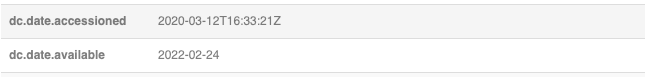 dc.date.accessioned 2020-03-12T16:33:21Z
dc.date.available 2022-02-24